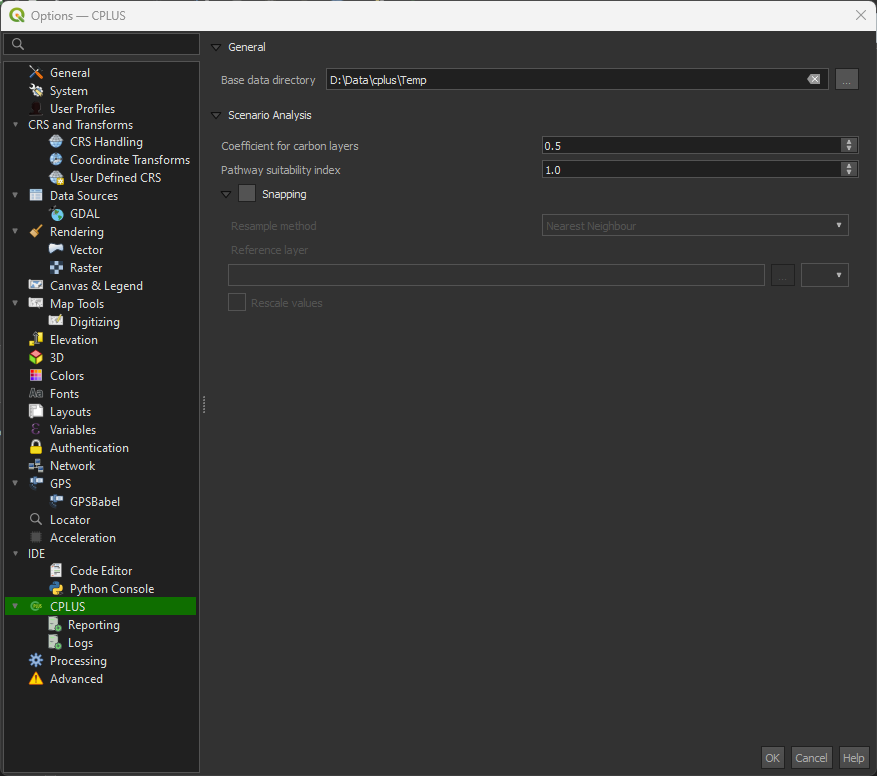 Options — CPLUS
General
System
User Profiles
CRS and Transforms
CRS Handling
Coordinate Transforms
User Defined CRS
Data Sources
GDAL
Rendering
Vector
Raster
Canvas & Legend
Map Tools
Digitizing
Elevation
3D
Colors
Fonts
Layouts
Variables
Authentication
Network
GPS
GPSBabel
Locator
Acceleration
IDE
Code Editor
Python Console
CPLUS
Reporting
Logs
Processing
Advanced
General
Base data directory D:\Data\cplus\Temp ...
Scenario Analysis
Coefficient for carbon layers 0.5
Pathway suitability index 1.0
Snapping
Resample method Nearest Neighbour
Reference layer
...
Rescale values
OK Cancel Help